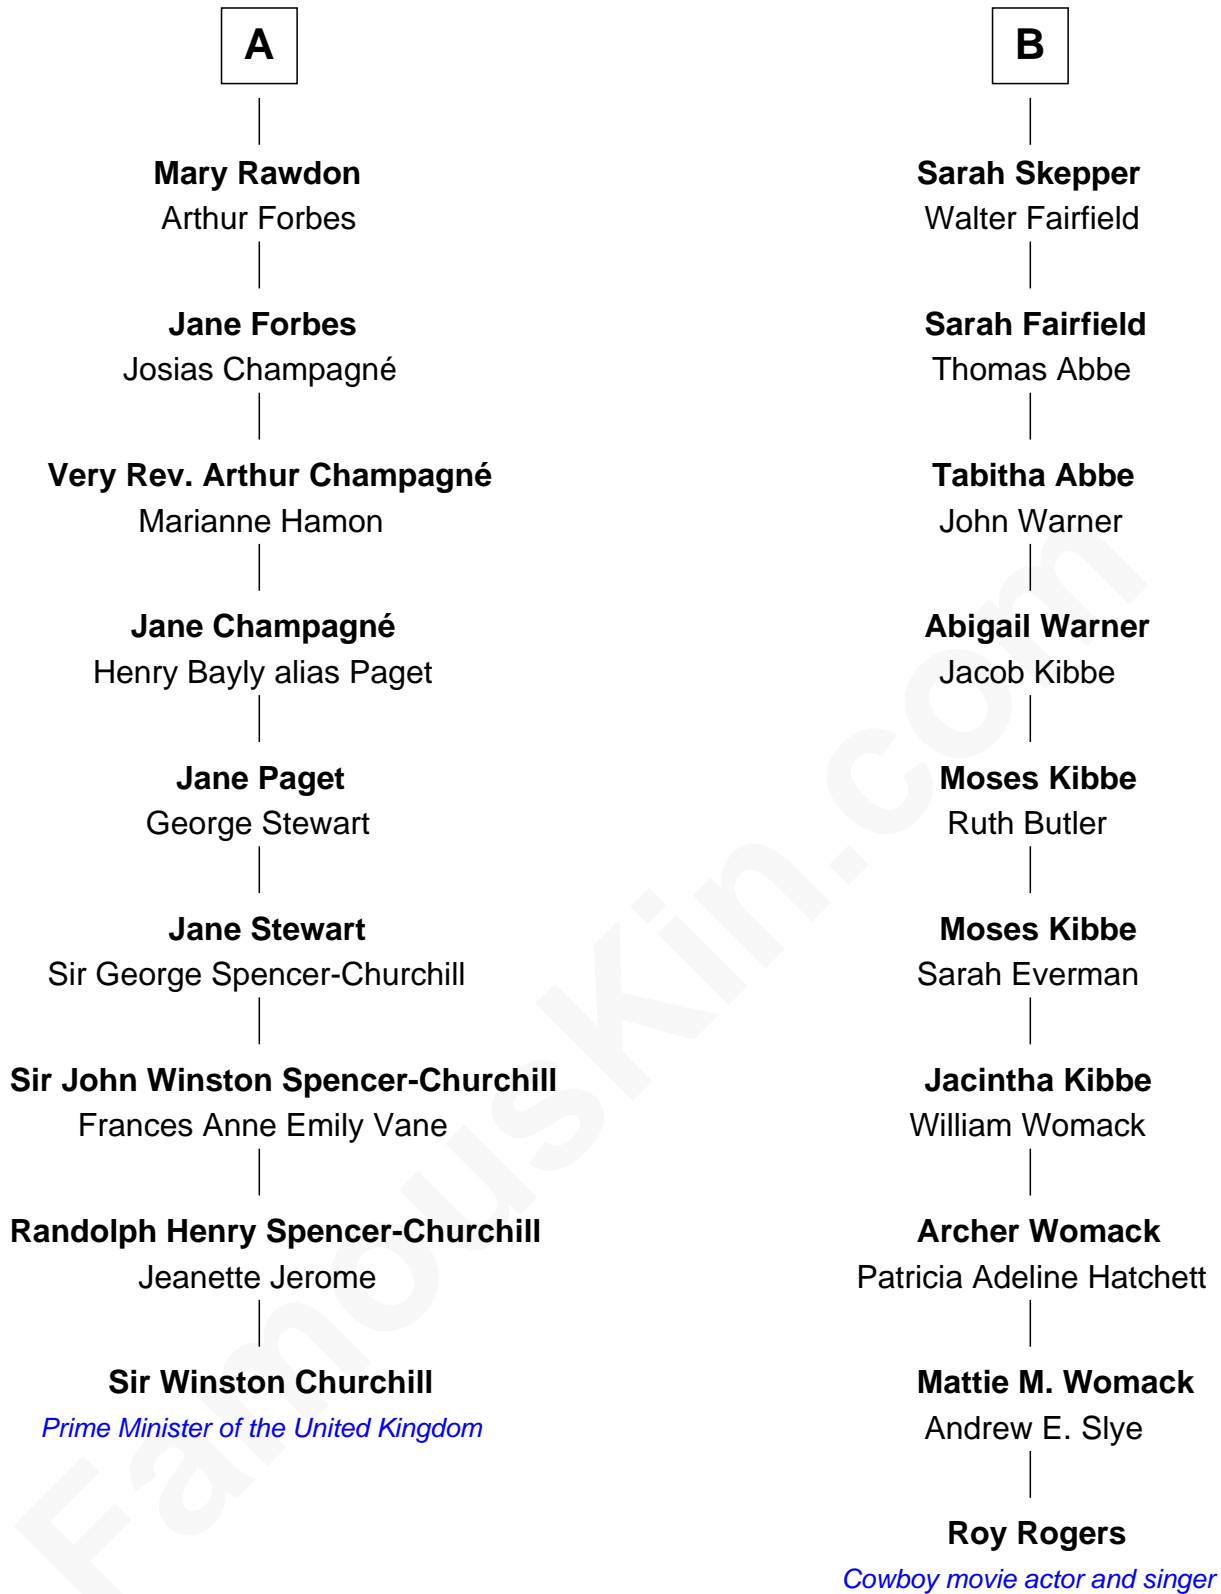 A
Mary Rawdon
Arthur Forbes
Jane Forbes
Josias Champagné
Very Rev. Arthur Champagné
Marianne Hamon
Jane Champagné
Henry Bayly alias Paget
Jane Paget
George Stewart
Jane Stewart
Sir George Spencer-Churchill
Sir John Winston Spencer-Churchill
Frances Anne Emily Vane
Randolph Henry Spencer-Churchill
Jeanette Jerome
Sir Winston Churchill
Prime Minister of the United Kingdom
B
Sarah Skepper
Walter Fairfield
Sarah Fairfield
Thomas Abbe
Tabitha Abbe
John Warner
Abigail Warner
Jacob Kibbe
Moses Kibbe
Ruth Butler
Moses Kibbe
Sarah Everman
Jacintha Kibbe
William Womack
Archer Womack
Patricia Adeline Hatchett
Mattie M. Womack
Andrew E. Slye
Roy Rogers
Cowboy movie actor and singer
FamousKin.com